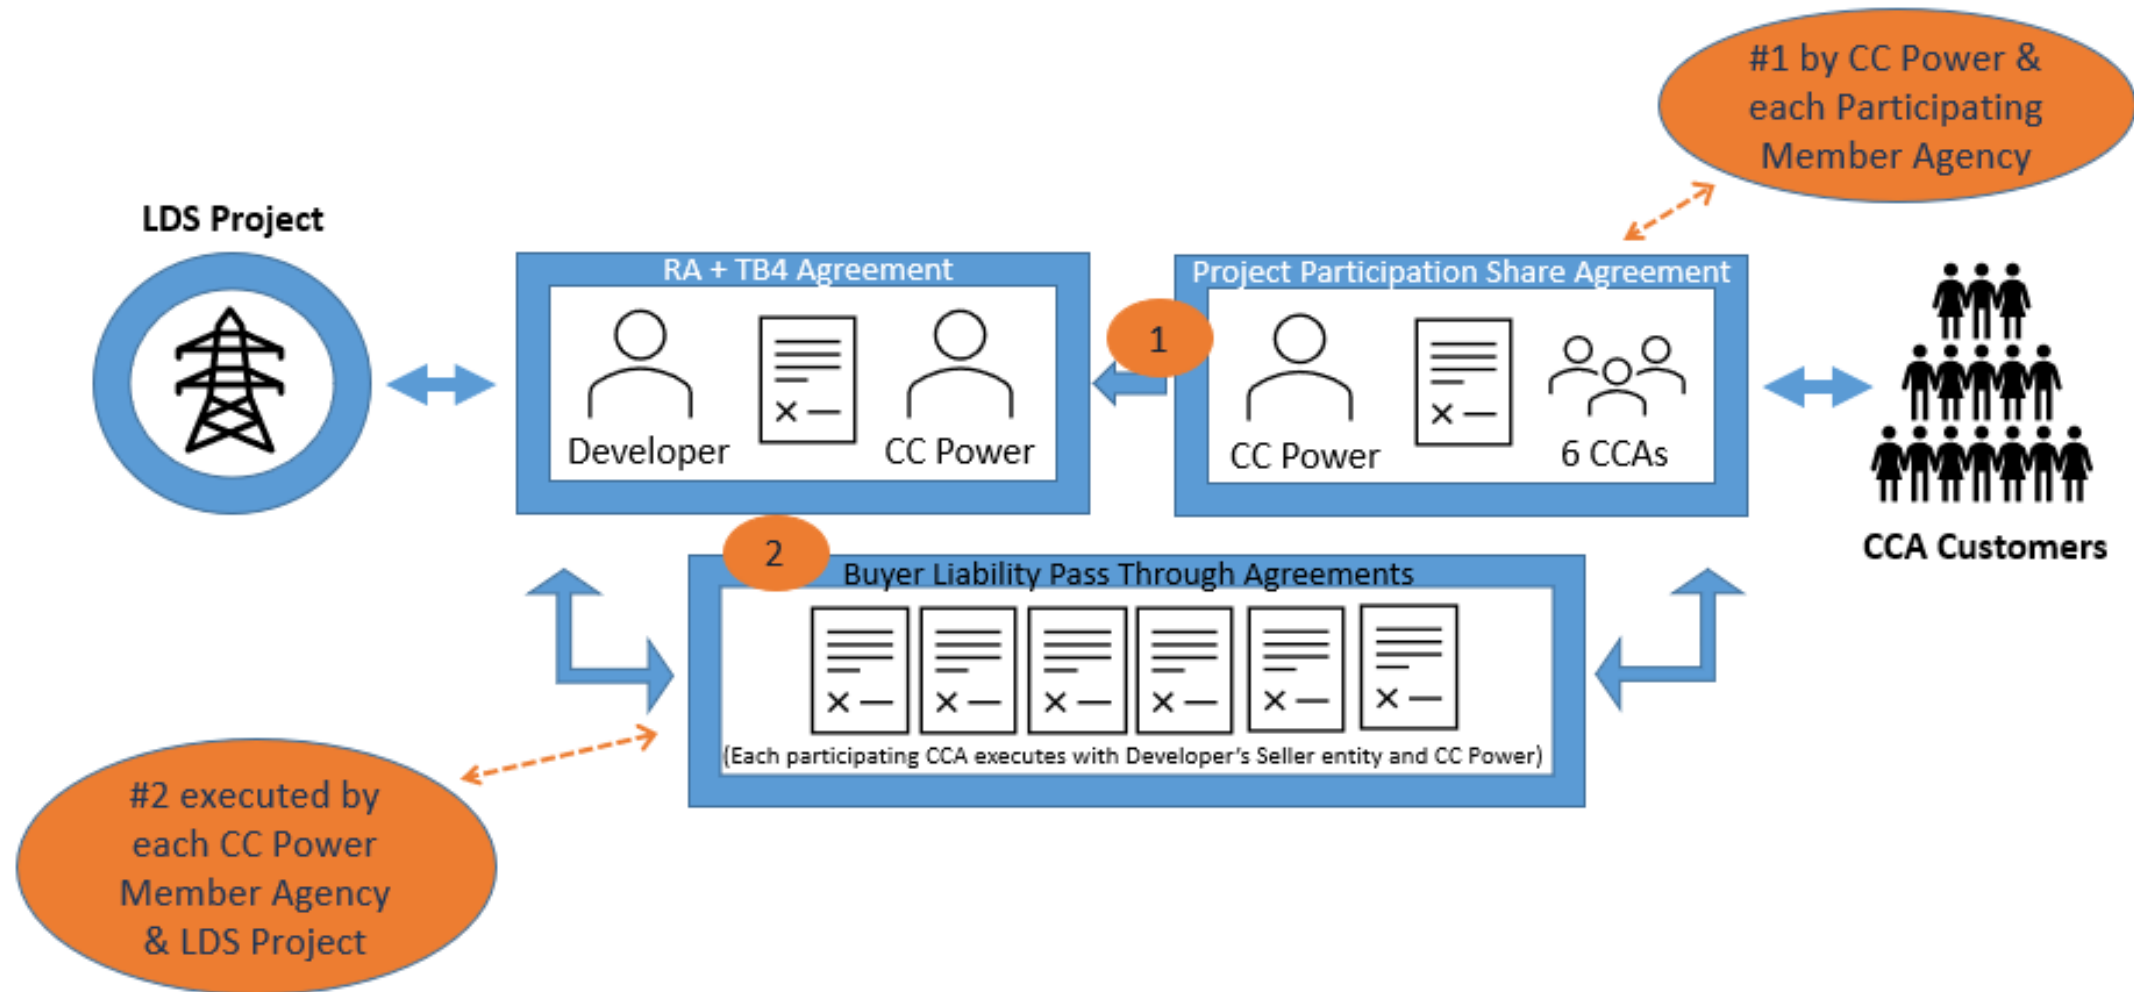 #1 by CC Power &
each Participating
Member Agency
LDS Project
RA + TB4 Agreement
Developer
CC Power
1
Project Participation Share Agreement
CC Power
6 CCAs
CCA Customers
2
Buyer Liability Pass Through Agreements
(Each participating CCA executes with Developer's Seller entity and CC Power)
#2 executed by
each CC Power
Member Agency
& LDS Project